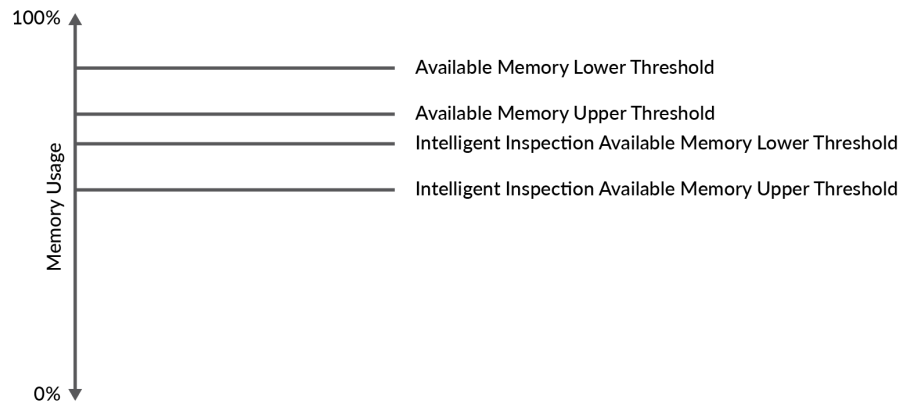 100%
Available Memory Lower Threshold
Available Memory Upper Threshold
Intelligent Inspection Available Memory Lower Threshold
Memory Usage
Intelligent Inspection Available Memory Upper Threshold
0%